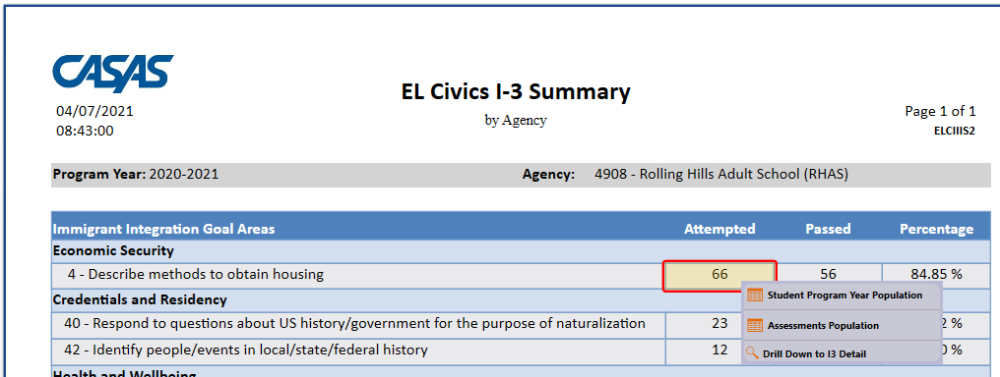 CASAS
EL Civics I-3 Summary
04/07/2021
Page 1 of 1
by Agency
08:43:00
ELCIIIS2
Program Year: 2020-2021 Agency: 4908 - Rolling Hills Adult School (RHAS)
Immigrant Integration Goal Areas Attempted Passed Percentage
Economic Security
4 - Describe methods to obtain housing 66 56 84.85 %
Student Program Year Population
Credentials and Residency
40 - Respond to questions about US history/government for the purpose of naturalization 23 2 %
Assessments Population
42 - Identify people/events in local/state/federal history 12 0 %
Drill Down to I3 Detail
Health and Wellbeing